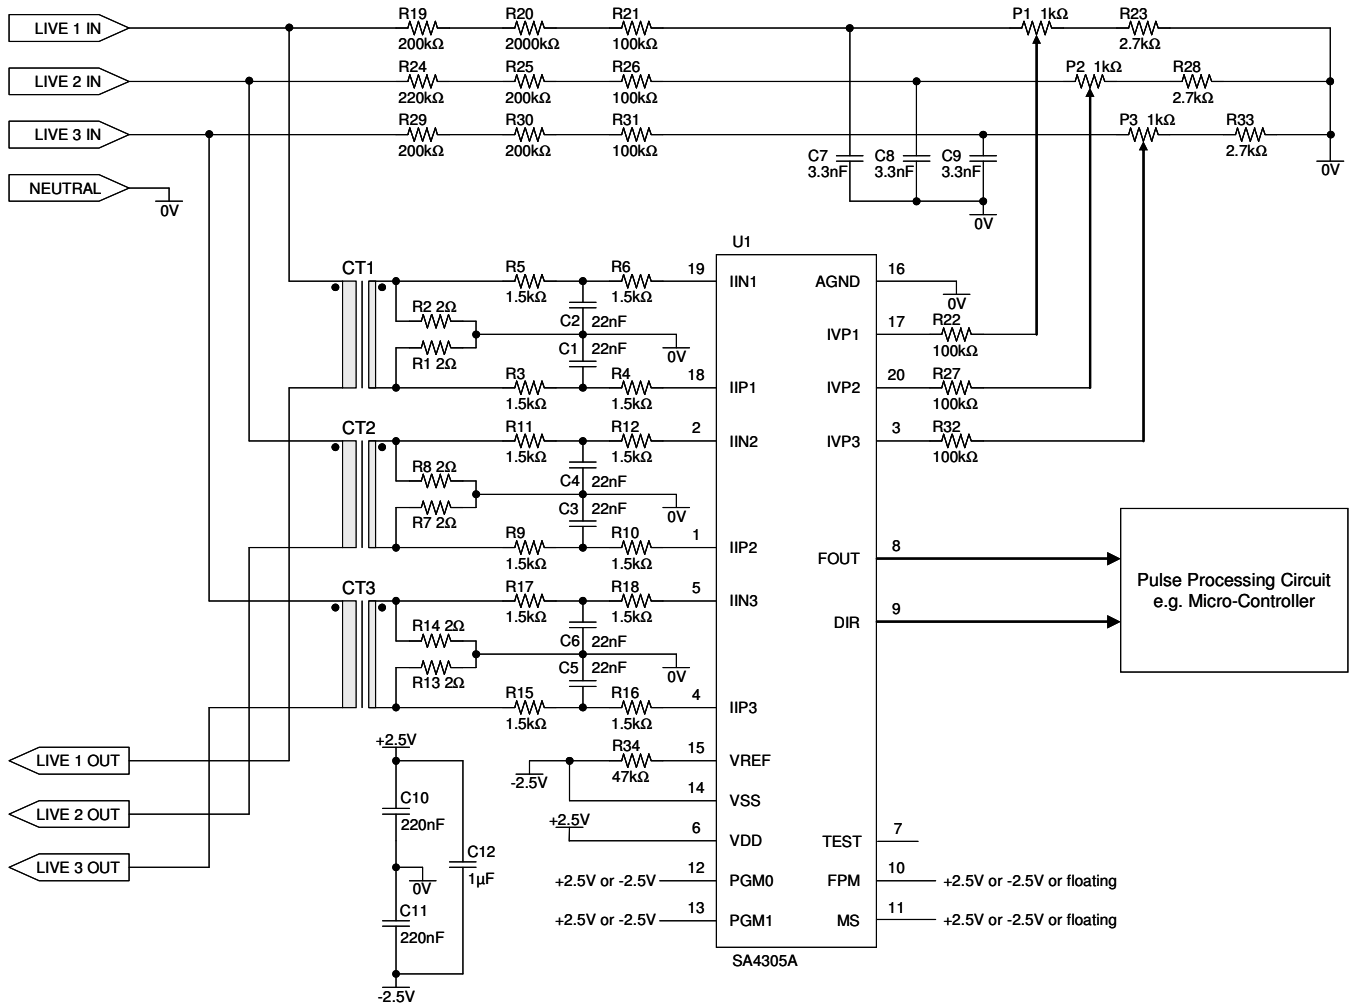 LIVE 1 IN
R19
200kΩ
R20
2000kΩ
R21
100kΩ
P1 1kΩ
R23
2.7kΩ
LIVE 2 IN
R24
220kΩ
R25
200kΩ
R26
100kΩ
P2 1kΩ
R28
2.7kΩ
LIVE 3 IN
R29
200kΩ
R30
200kΩ
R31
100kΩ
P3 1kΩ
R33
2.7kΩ
0V
C7
3.3nF
C8
3.3nF
C9
3.3nF
0V
NEUTRAL
0V
U1
CT1
R5
1.5kΩ
R6
1.5kΩ
19
IIN1
R2 2Ω
R1 2Ω
C2 22nF
C1 22nF
0V
R3
1.5kΩ
R4
1.5kΩ
18
IIP1
CT2
R11
1.5kΩ
R12
1.5kΩ
2
IIN2
R8 2Ω
R7 2Ω
C4 22nF
C3 22nF
0V
R9
1.5kΩ
R10
1.5kΩ
1
IIP2
CT3
R17
1.5kΩ
R18
1.5kΩ
5
IIN3
R14 2Ω
R13 2Ω
C6 22nF
C5 22nF
0V
R15
1.5kΩ
R16
1.5kΩ
4
IIP3
AGND
16
0V
IVP1
17
R22
100kΩ
IVP2
20
R27
100kΩ
IVP3
3
R32
100kΩ
FOUT
8
DIR
9
Pulse Processing Circuit
e.g. Micro-Controller
LIVE 1 OUT
LIVE 2 OUT
LIVE 3 OUT
+2.5V
C10
220nF
0V
C11
220nF
C12
1µF
-2.5V
-2.5V
R34
47kΩ
15
VREF
14
VSS
+2.5V
6
VDD
+2.5V or -2.5V
12
PGM0
+2.5V or -2.5V
13
PGM1
TEST
7
FPM
10
+2.5V or -2.5V or floating
MS
11
+2.5V or -2.5V or floating
SA4305A